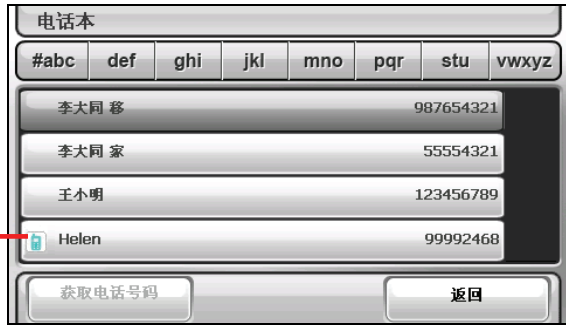 电话本
#abc def ghi jkl mno pqr stu vwxyz
李大同 移 987654321
李大同 家 55554321
王小明 123456789
Helen 99992468
获取电话号码 返回